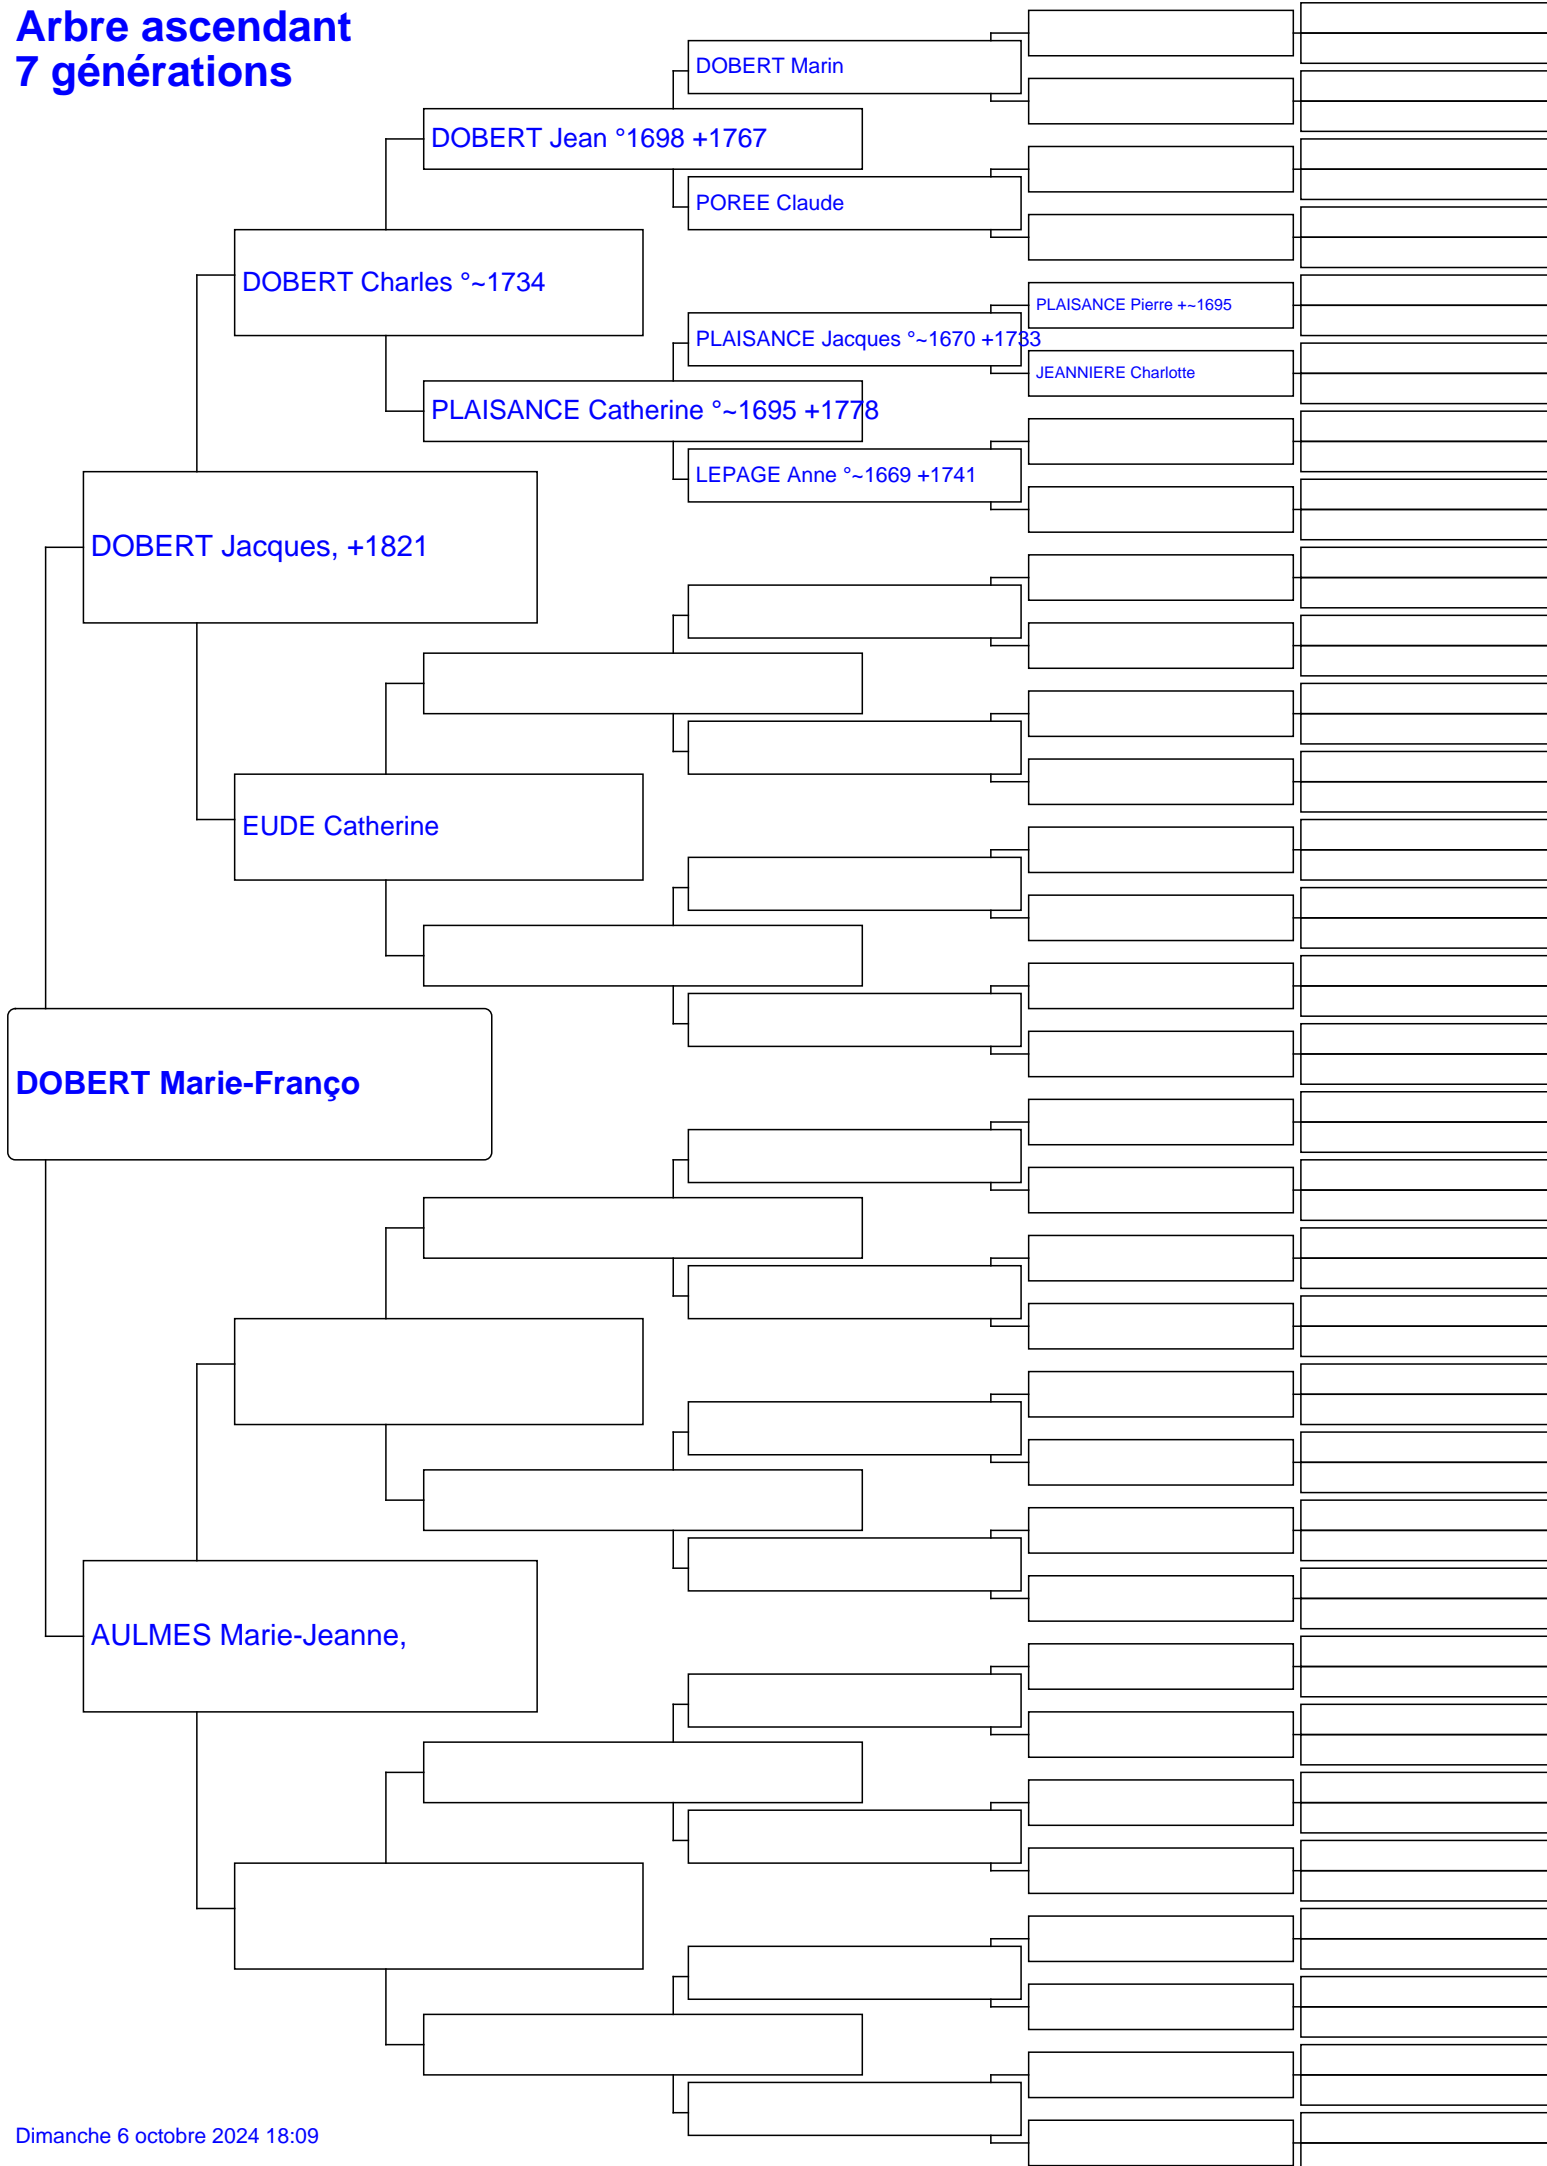 Arbre ascendant
7 générations
DOBERT Marin
DOBERT Jean °1698 +1767
POREE Claude
DOBERT Charles °~1734
PLAISANCE Pierre +~1695
PLAISANCE Jacques °~1670 +1733
JEANNIERE Charlotte
PLAISANCE Catherine °~1695 +1778
LEPAGE Anne °~1669 +1741
DOBERT Jacques, +1821
EUDE Catherine
DOBERT Marie-Franço
AULMES Marie-Jeanne,
Dimanche 6 octobre 2024 18:09